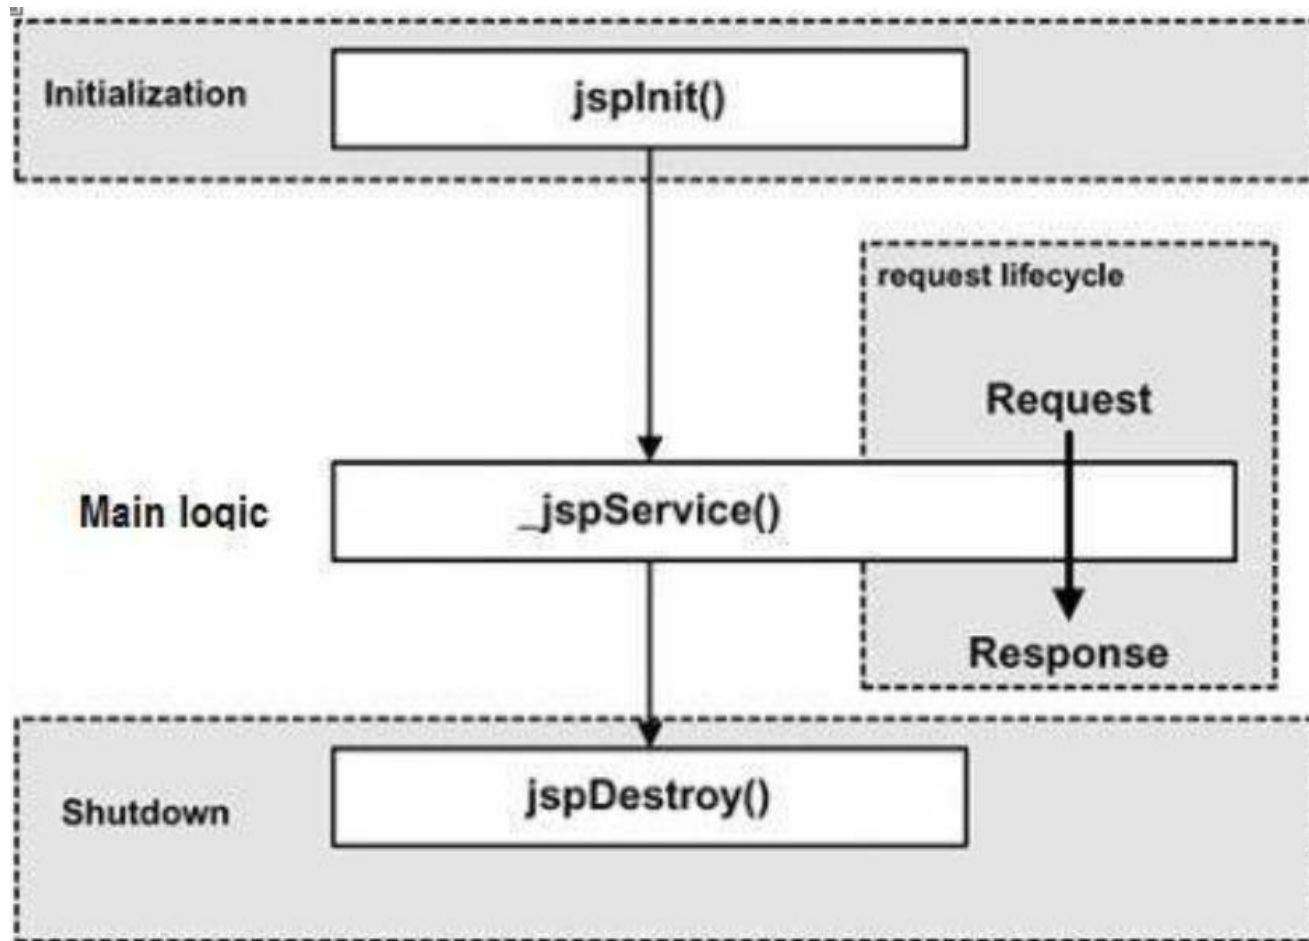 Initialization
jspInit()
request lifecycle
Request
Main logic
_jspService()
Response
jspDestroy()
Shutdown